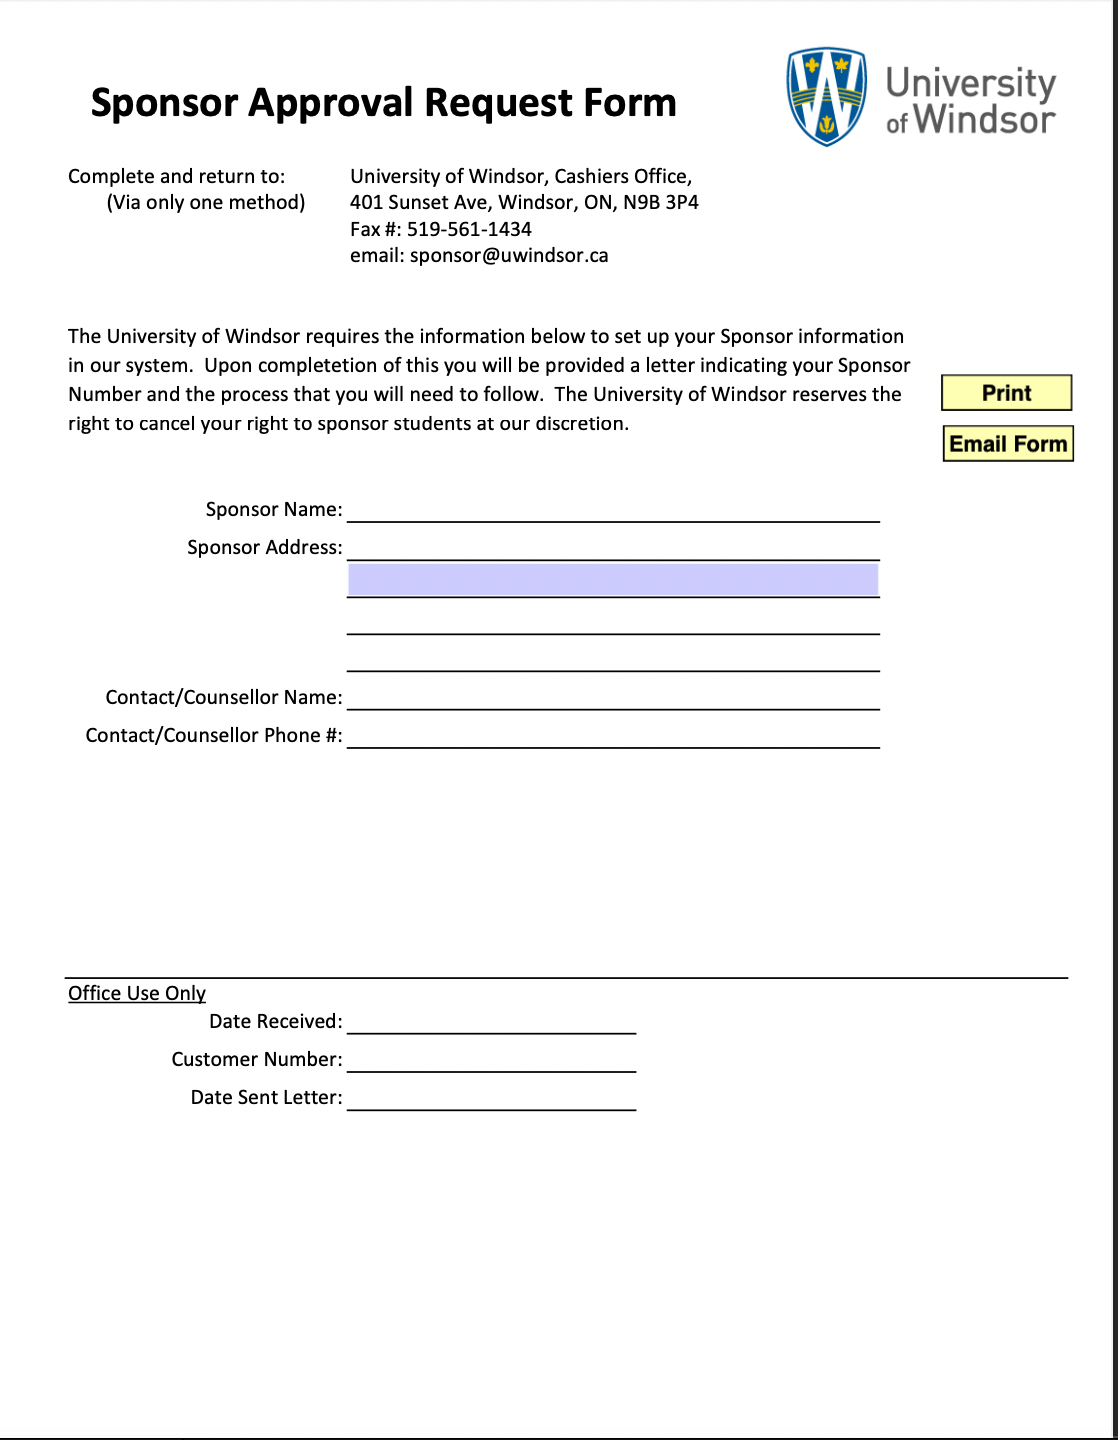 Sponsor Approval Request Form
University
of Windsor
Complete and return to:
(Via only one method)
University of Windsor, Cashiers Office,
401 Sunset Ave, Windsor, ON, N9B 3P4
Fax #: 519-561-1434
email: sponsor@uwindsor.ca
The University of Windsor requires the information below to set up your Sponsor information
in our system.  Upon completetion of this you will be provided a letter indicating your Sponsor
Number and the process that you will need to follow.  The University of Windsor reserves the
right to cancel your right to sponsor students at our discretion.
Print
Email Form
Sponsor Name:
Sponsor Address:
Contact/Counsellor Name:
Contact/Counsellor Phone #:
Office Use Only
Date Received:
Customer Number:
Date Sent Letter: